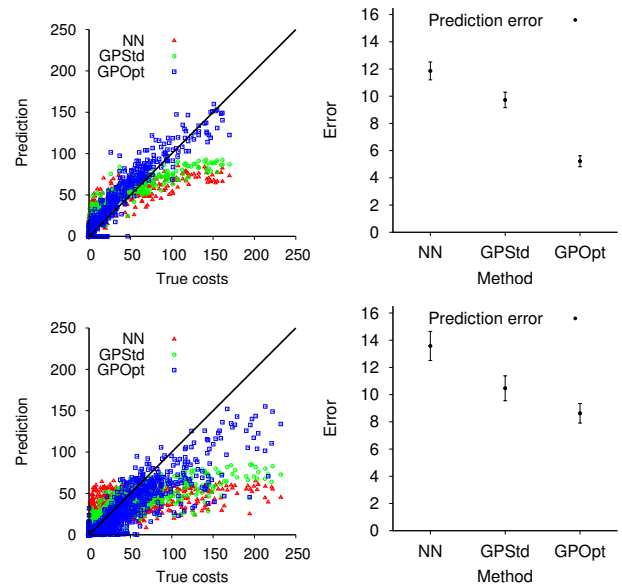 250
200
150
100
50
0
Prediction
NN
GPStd
GPOpt
0 50 100 150 200 250
True costs
16
14
12
10
8
6
4
2
0
Error
Prediction error
NN GPStd GPOpt
Method
250
200
150
100
50
0
Prediction
NN
GPStd
GPOpt
0 50 100 150 200 250
True costs
16
14
12
10
8
6
4
2
0
Error
Prediction error
NN GPStd GPOpt
Method